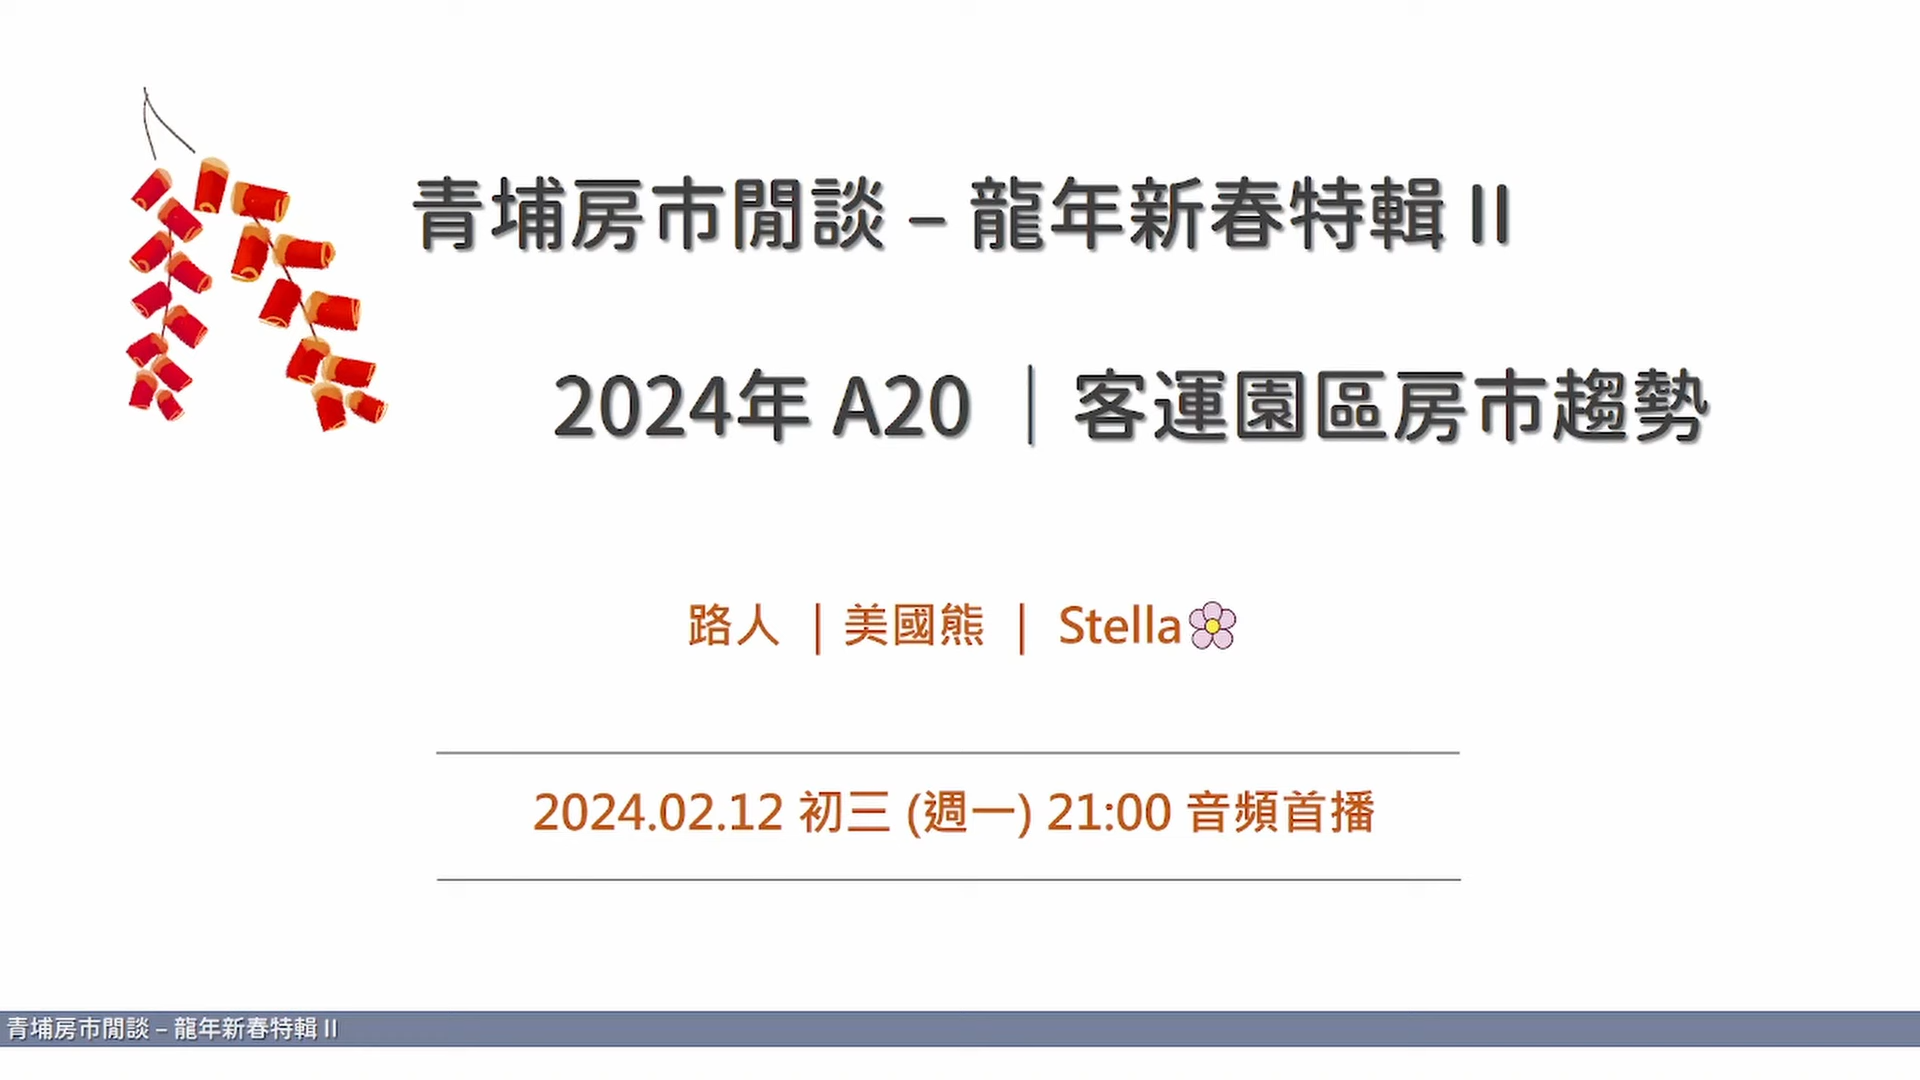 青埔房市閒談 – 龍年新春特輯 II
2024年 A20 ｜客運園區房市趨勢
路人 ｜美國熊 ｜ Stella
2024.02.12 初三 (週一) 21:00 音頻首播
青埔房市閒談 – 龍年新春特輯 II